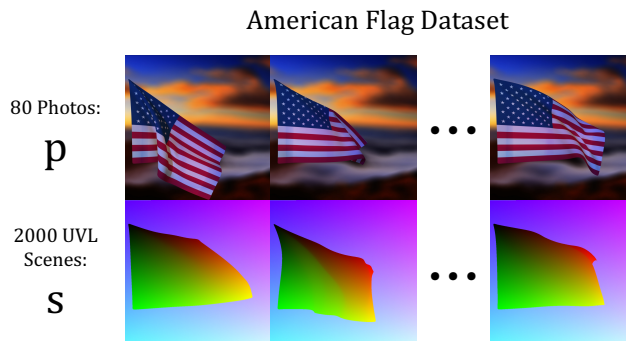 American Flag Dataset
80 Photos:
p
2000 UVL
Scenes:
s